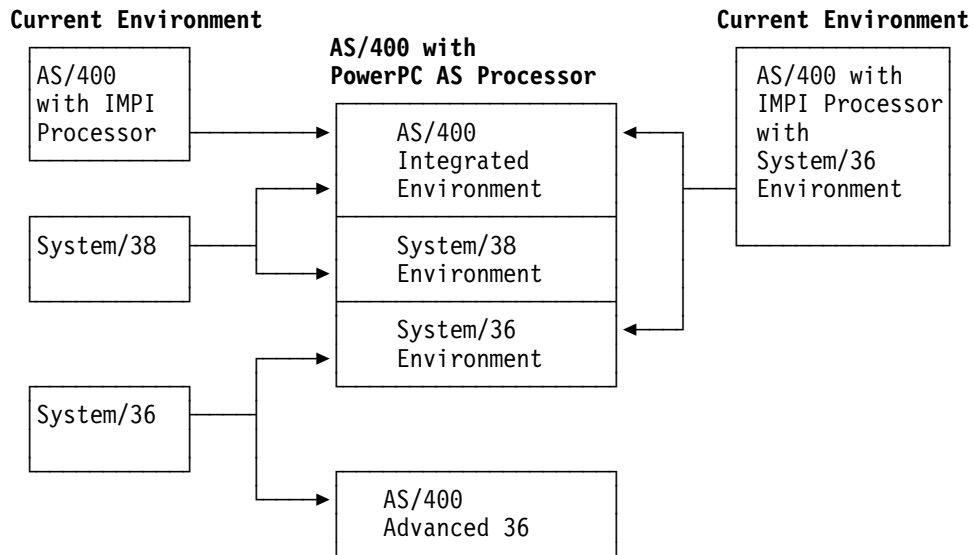 Current Environment
AS/400
with IMPI
Processor
System/38
System/36
AS/400 with
PowerPC AS Processor
AS/400
Integrated
Environment
System/38
Environment
System/36
Environment
AS/400
Advanced 36
Current Environment
AS/400 with
IMPI Processor
with
System/36
Environment